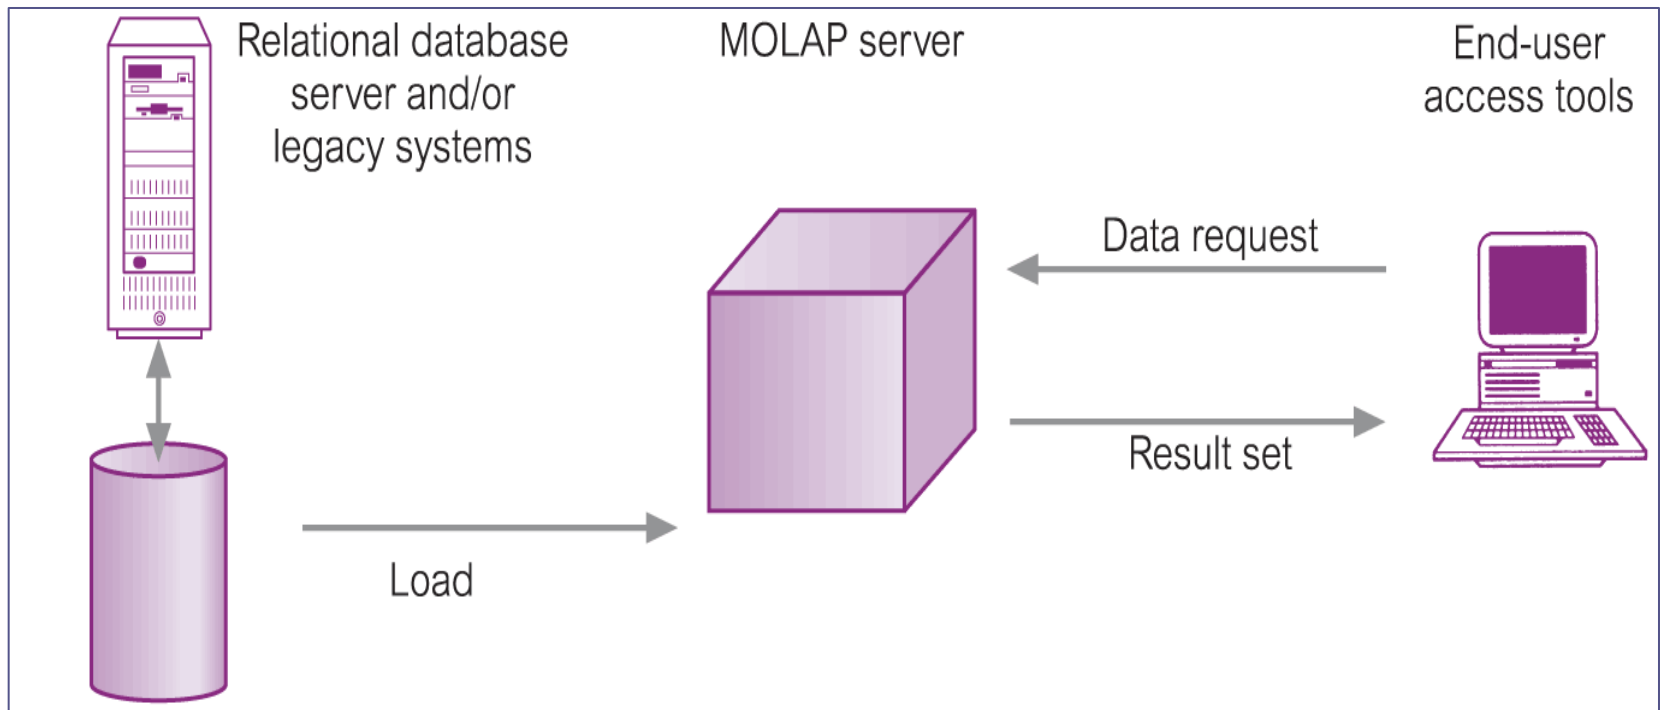 Relational database
server and/or
legacy systems
MOLAP server
End-user
access tools
Data request
Result set
Load